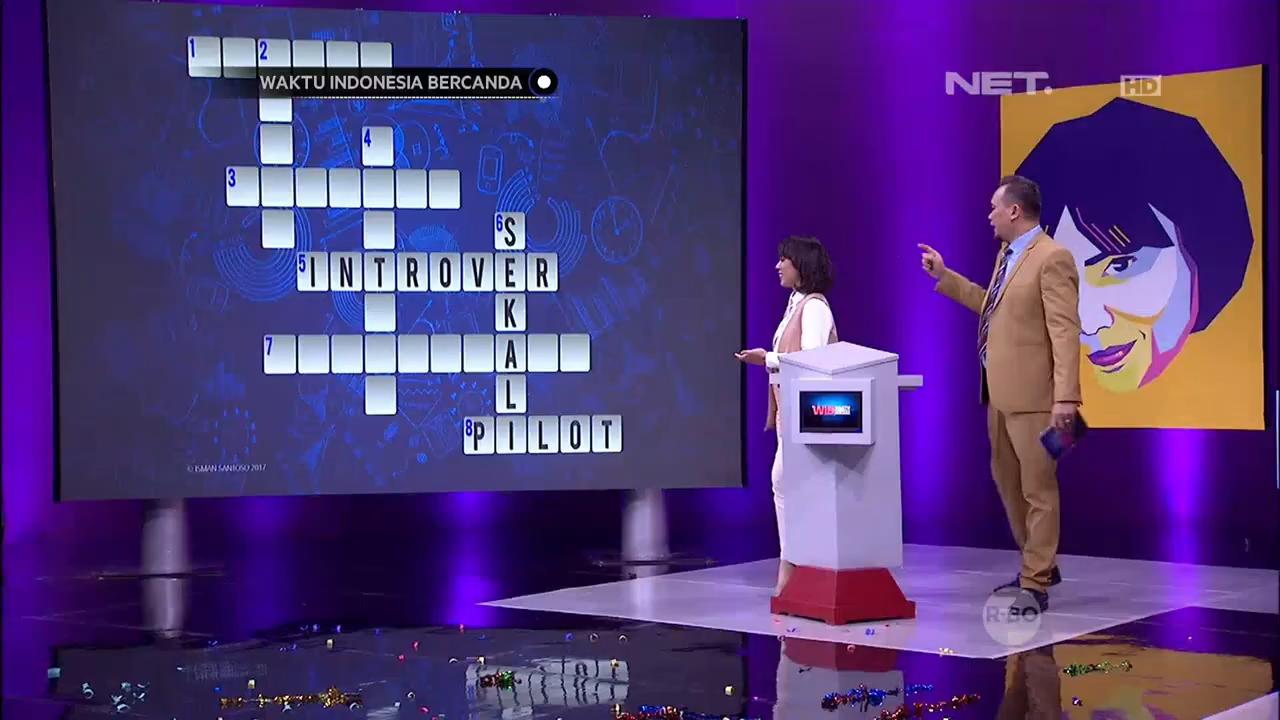 1
2
WAKTU INDONESIA BERCANDA
NET.
HD
4
3
6
S
5 INTROVER
E
K
7
A
L
8 PILOT
© ISMAN SANTOSO 2017
WIB
R-BO